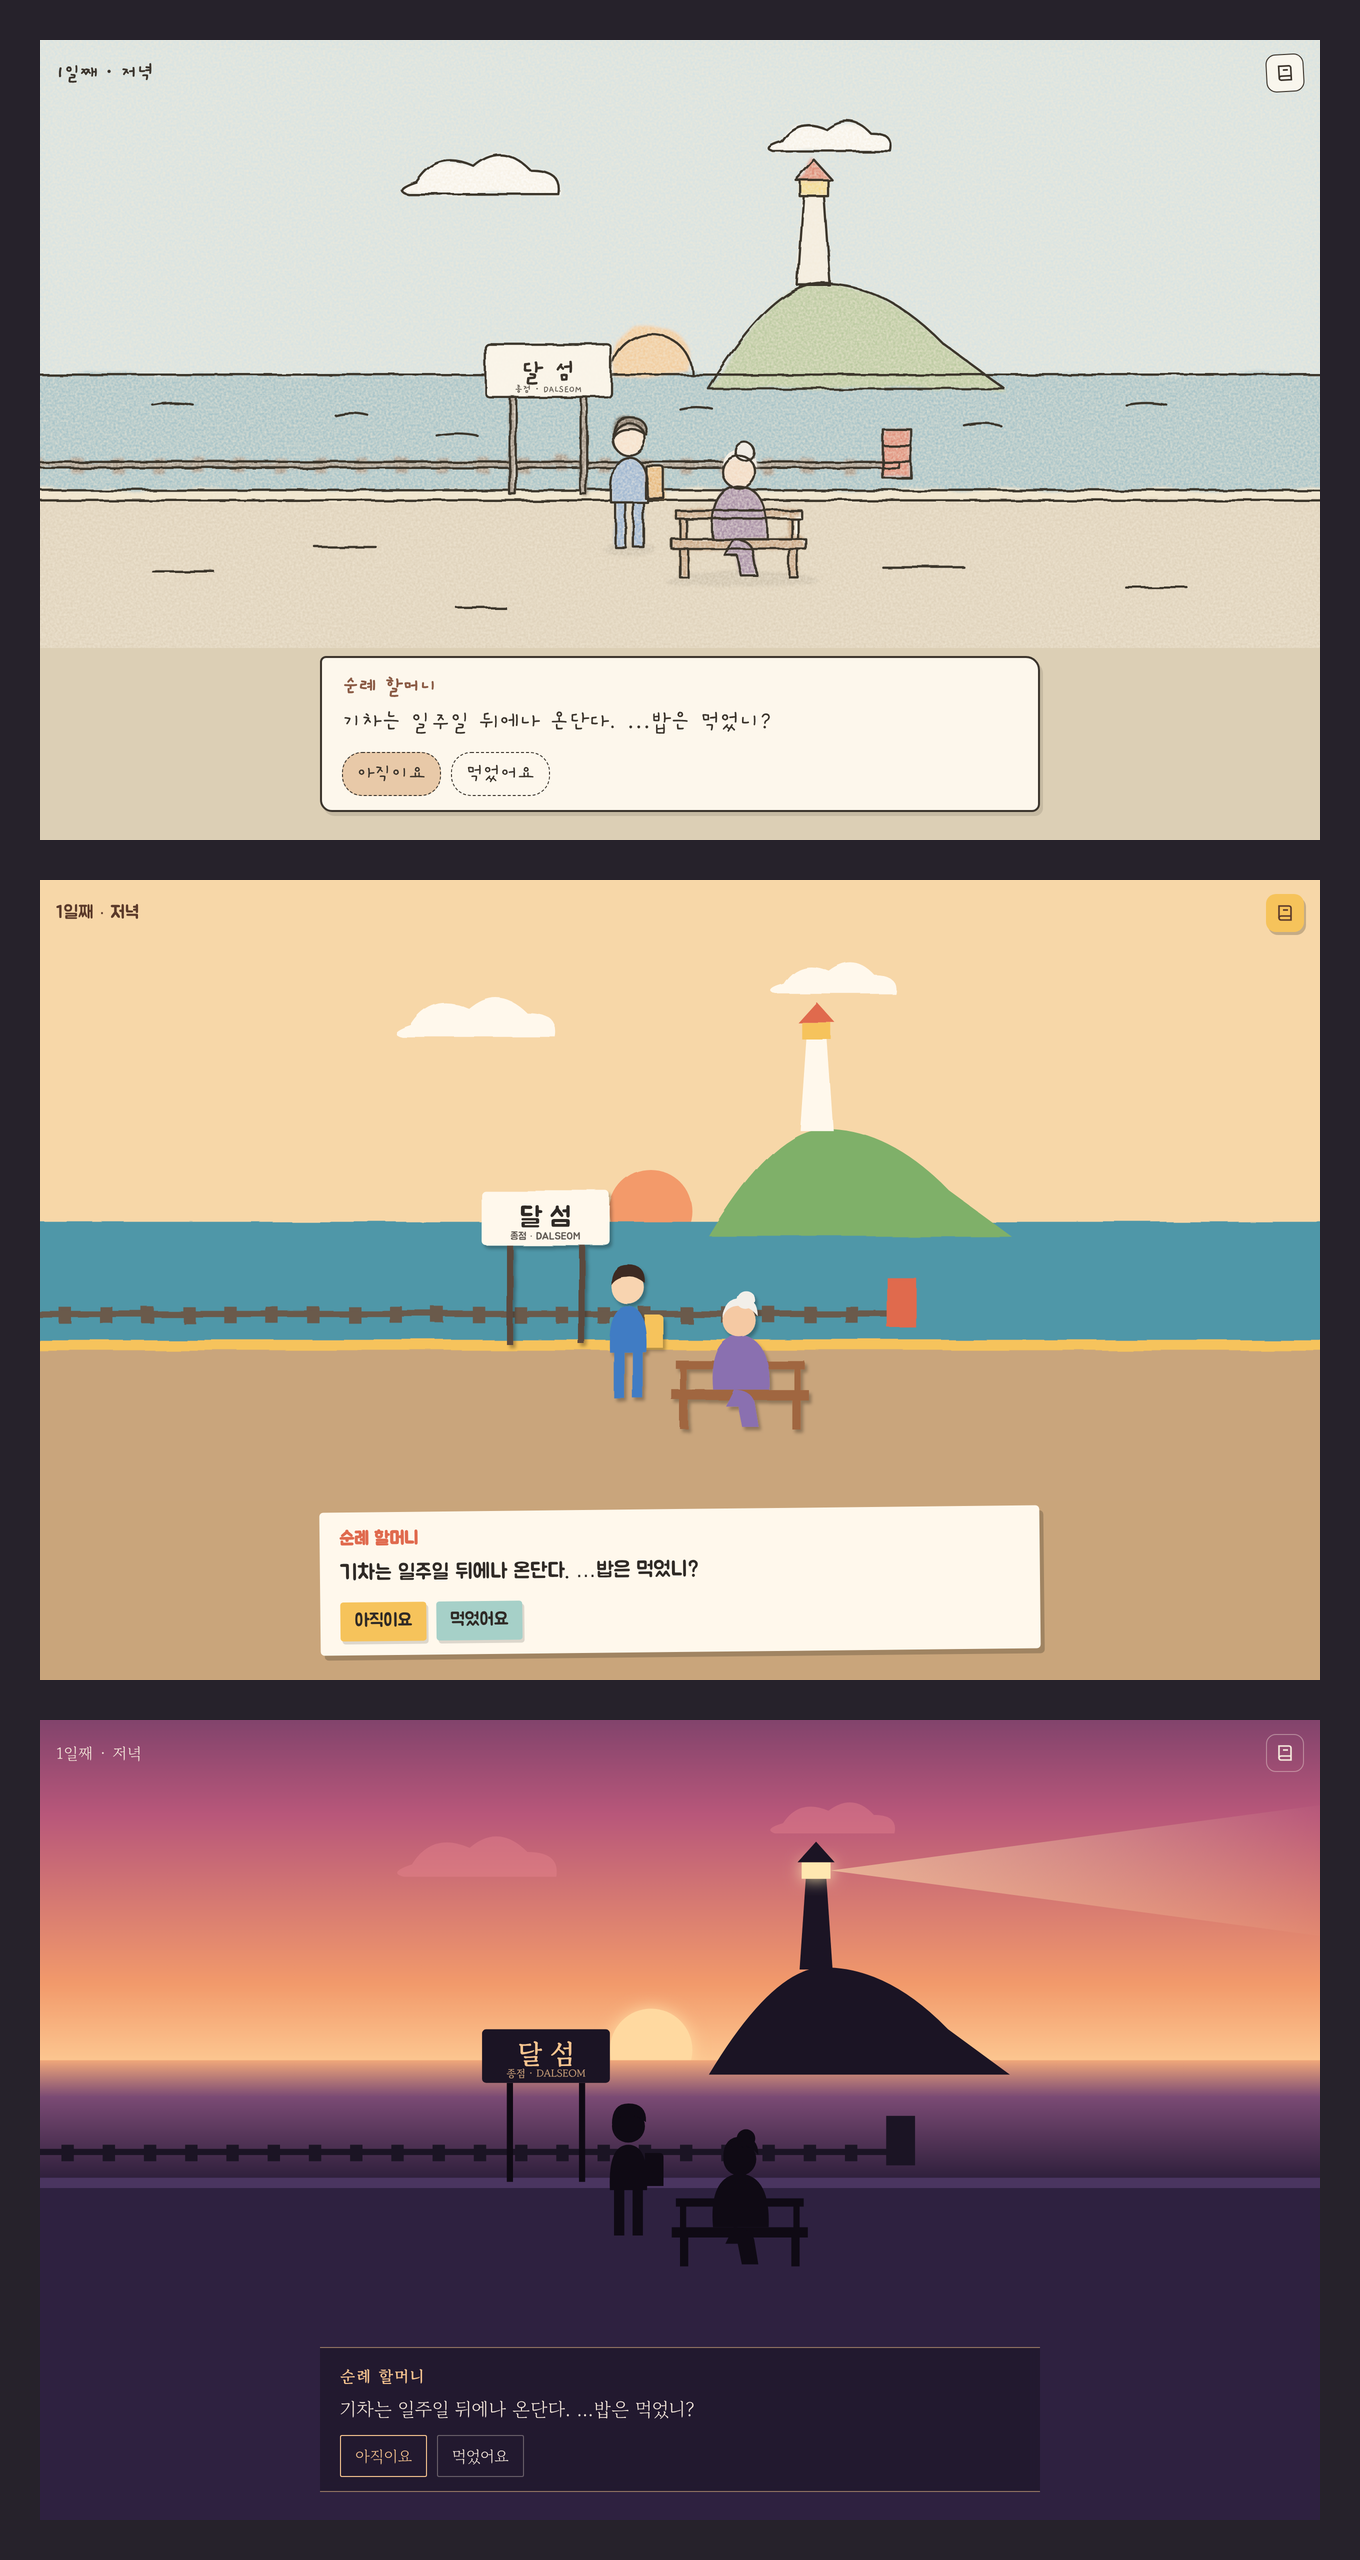 1일째 · 저녁
달 섬
종점 · DALSEOM
순례 할머니
기차는 일주일 뒤에나 온단다. ...밥은 먹었니?
아직이요
먹었어요
1일째 · 저녁
달 섬
종점 · DALSEOM
순례 할머니
기차는 일주일 뒤에나 온단다. ...밥은 먹었니?
아직이요
먹었어요
1일째 · 저녁
달 섬
종점 · DALSEOM
순례 할머니
기차는 일주일 뒤에나 온단다. ...밥은 먹었니?
아직이요
먹었어요